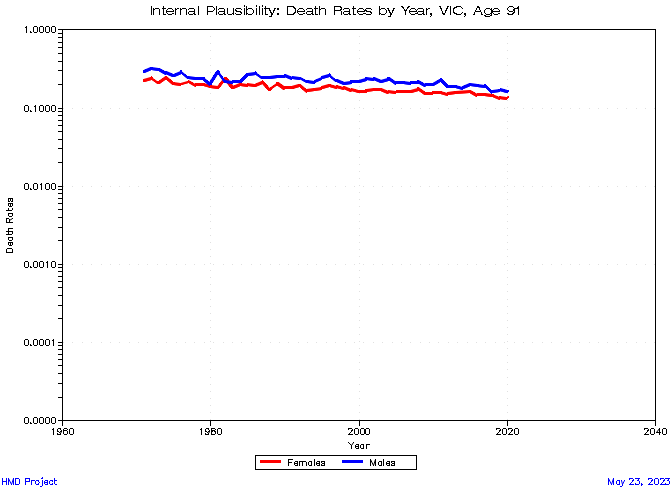 Internal Plausibility: Death Rates by Year, VIC, Age 91
1.0000
0.1000
0.0100
0.0010
0.0001
0.0000
Death Rates
1960 1980 2000 2020 2040
Year
Females Males
HMD Project May 23, 2023